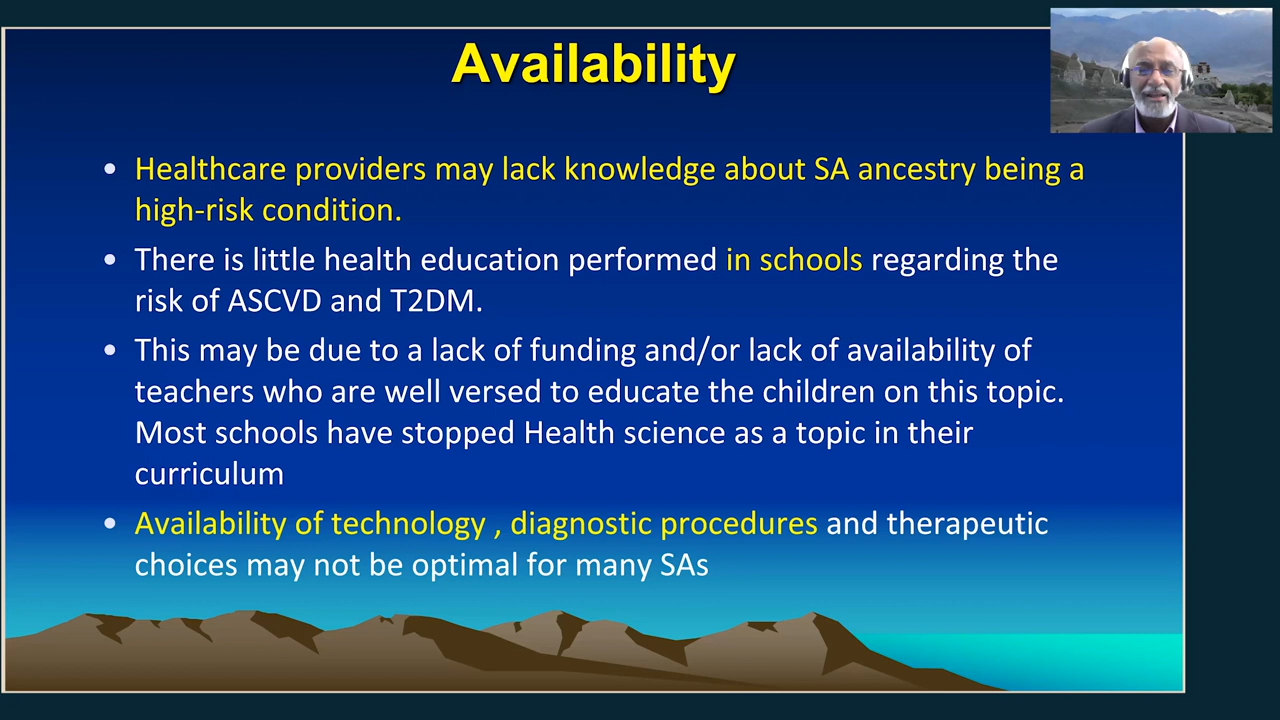 Availability
• Healthcare providers may lack knowledge about SA ancestry being a
high-risk condition.
• There is little health education performed in schools regarding the
risk of ASCVD and T2DM.
• This may be due to a lack of funding and/or lack of availability of
teachers who are well versed to educate the children on this topic.
Most schools have stopped Health science as a topic in their
curriculum
• Availability of technology , diagnostic procedures and therapeutic
choices may not be optimal for many SAs